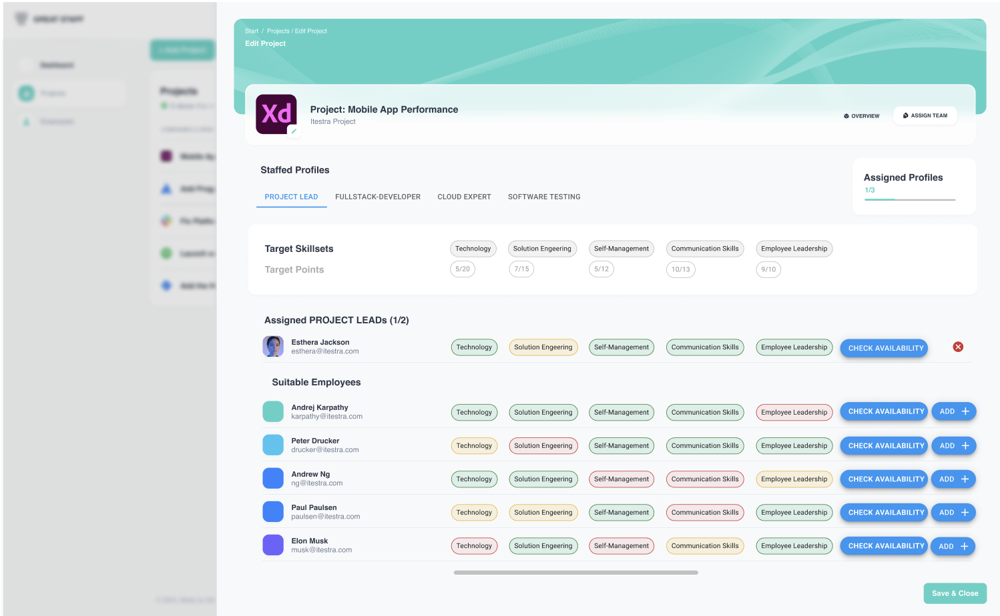 GREAT STAFF
Dashboard
Projects
+ Add Project
Projects
Start / Projects / Edit Project
Edit Project
Xd
Project: Mobile App Performance
Itestra Project
OVERVIEW
ASSIGN TEAM
Staffed Profiles
PROJECT LEAD
FULLSTACK-DEVELOPER
CLOUD EXPERT
SOFTWARE TESTING
Assigned Profiles
1/3
Target Skillsets
Technology
Solution Engeering
Self-Management
Communication Skills
Employee Leadership
Target Points
5/20
7/15
5/12
10/13
9/10
Assigned PROJECT LEADs (1/2)
Esthera Jackson
esthera@itestra.com
Technology
Solution Engeering
Self-Management
Communication Skills
Employee Leadership
CHECK AVAILABILITY
Suitable Employees
Andrej Karpathy
karpathy@itestra.com
Technology
Solution Engeering
Self-Management
Communication Skills
Employee Leadership
CHECK AVAILABILITY
ADD
Peter Drucker
drucker@itestra.com
Technology
Solution Engeering
Self-Management
Communication Skills
Employee Leadership
CHECK AVAILABILITY
ADD
Andrew Ng
ng@itestra.com
Technology
Solution Engeering
Self-Management
Communication Skills
Employee Leadership
CHECK AVAILABILITY
ADD
Paul Paulsen
paulsen@itestra.com
Technology
Solution Engeering
Self-Management
Communication Skills
Employee Leadership
CHECK AVAILABILITY
ADD
Elon Musk
musk@itestra.com
Technology
Solution Engeering
Self-Management
Communication Skills
Employee Leadership
CHECK AVAILABILITY
ADD
Save & Close